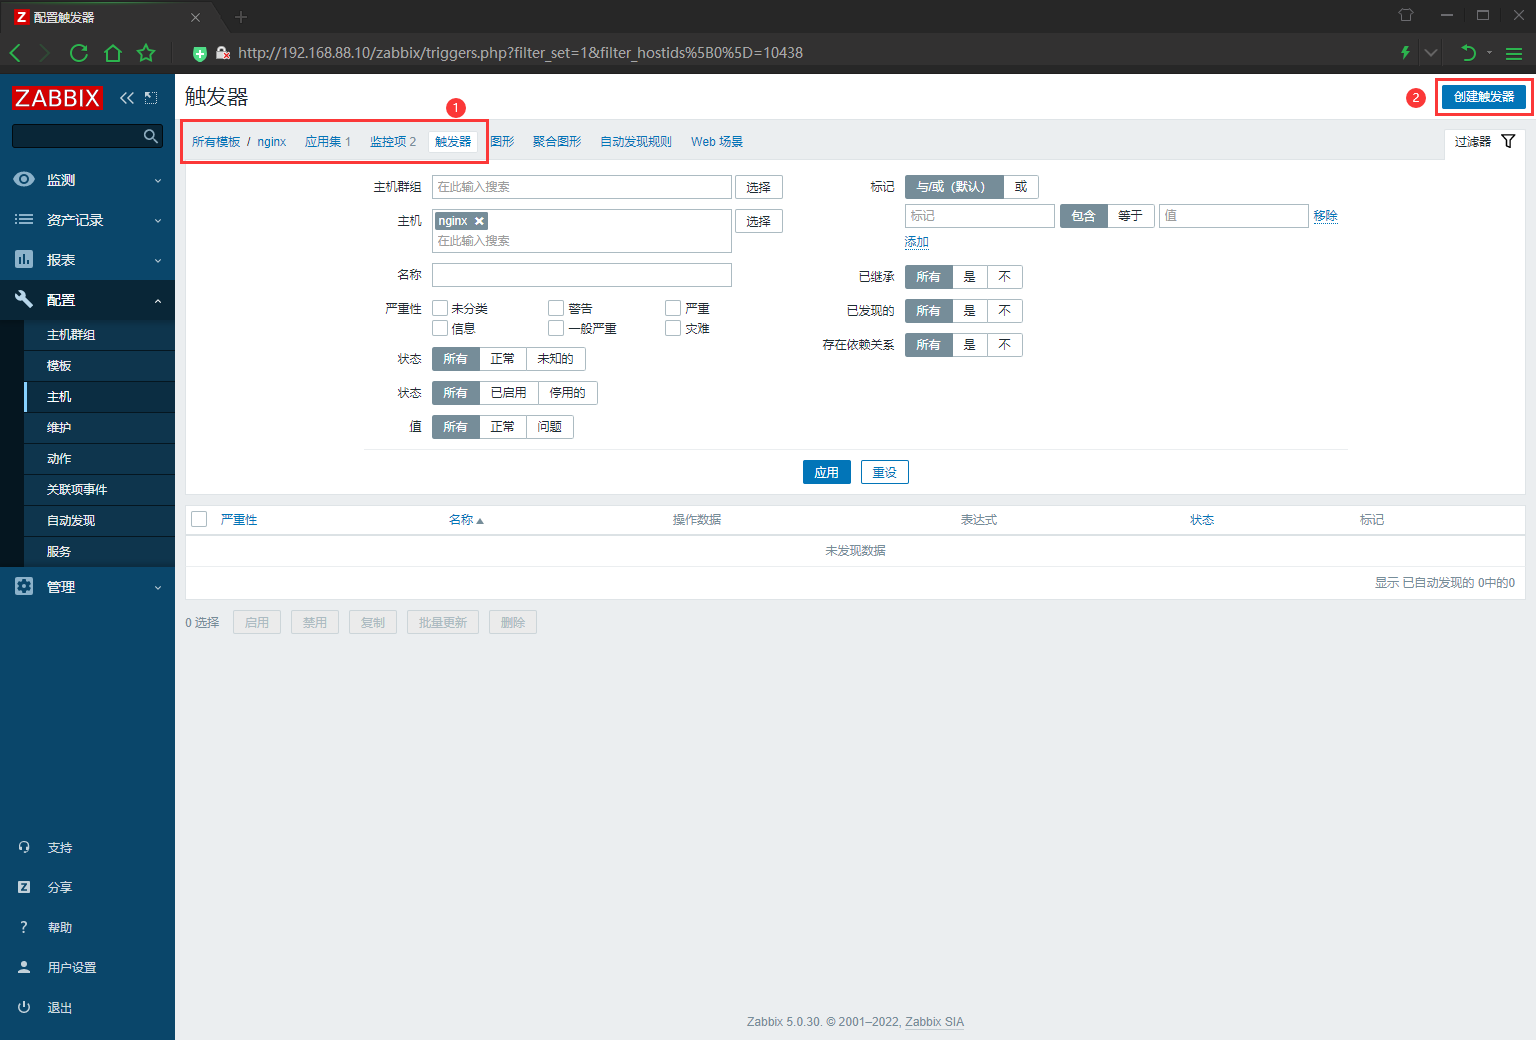 配置触发器
http://192.168.88.10/zabbix/triggers.php?filter_set=1&filter_hostids%5B0%5D=10438
ZABBIX
监测
资产记录
报表
配置
主机群组
模板
主机
维护
动作
关联项事件
自动发现
服务
管理
支持
分享
帮助
用户设置
退出
触发器
1
2 创建触发器
所有模板 / nginx 应用集 1 监控项 2 触发器 图形 聚合图形 自动发现规则 Web 场景
过滤器
主机群组 在此输入搜索 选择
主机 nginx 选择
在此输入搜索
名称
严重性 未分类 警告 严重
信息 一般严重 灾难
状态 所有 正常 未知的
状态 所有 已启用 停用的
值 所有 正常 问题
标记 与/或（默认） 或
标记 包含 等于 值 移除
添加
已继承 所有 是 不
已发现的 所有 是 不
存在依赖关系 所有 是 不
应用 重设
严重性 名称 操作数据 表达式 状态 标记
未发现数据
显示 已自动发现的 0中的0
0 选择 启用 禁用 复制 批量更新 删除
Zabbix 5.0.30. © 2001–2022, Zabbix SIA